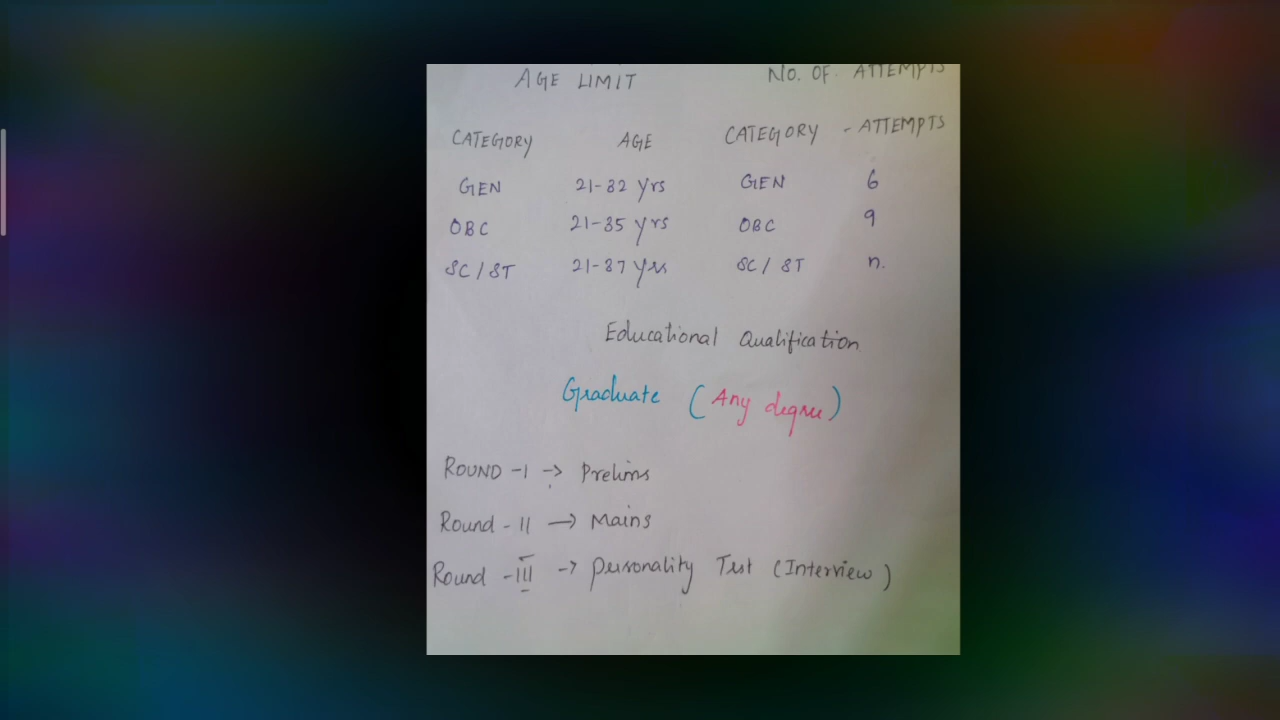 AGE LIMIT NO. OF ATTEMPTS
CATEGORY AGE CATEGORY - ATTEMPTS
GEN 21-32 yrs GEN 6
OBC 21-35 yrs OBC 9
SC / ST 21-37 yrs SC / ST n.
Educational Qualification
Graduate (Any degree)
ROUND -I -> Prelims
Round - II -> Mains
Round - III -> Personality Test (Interview)